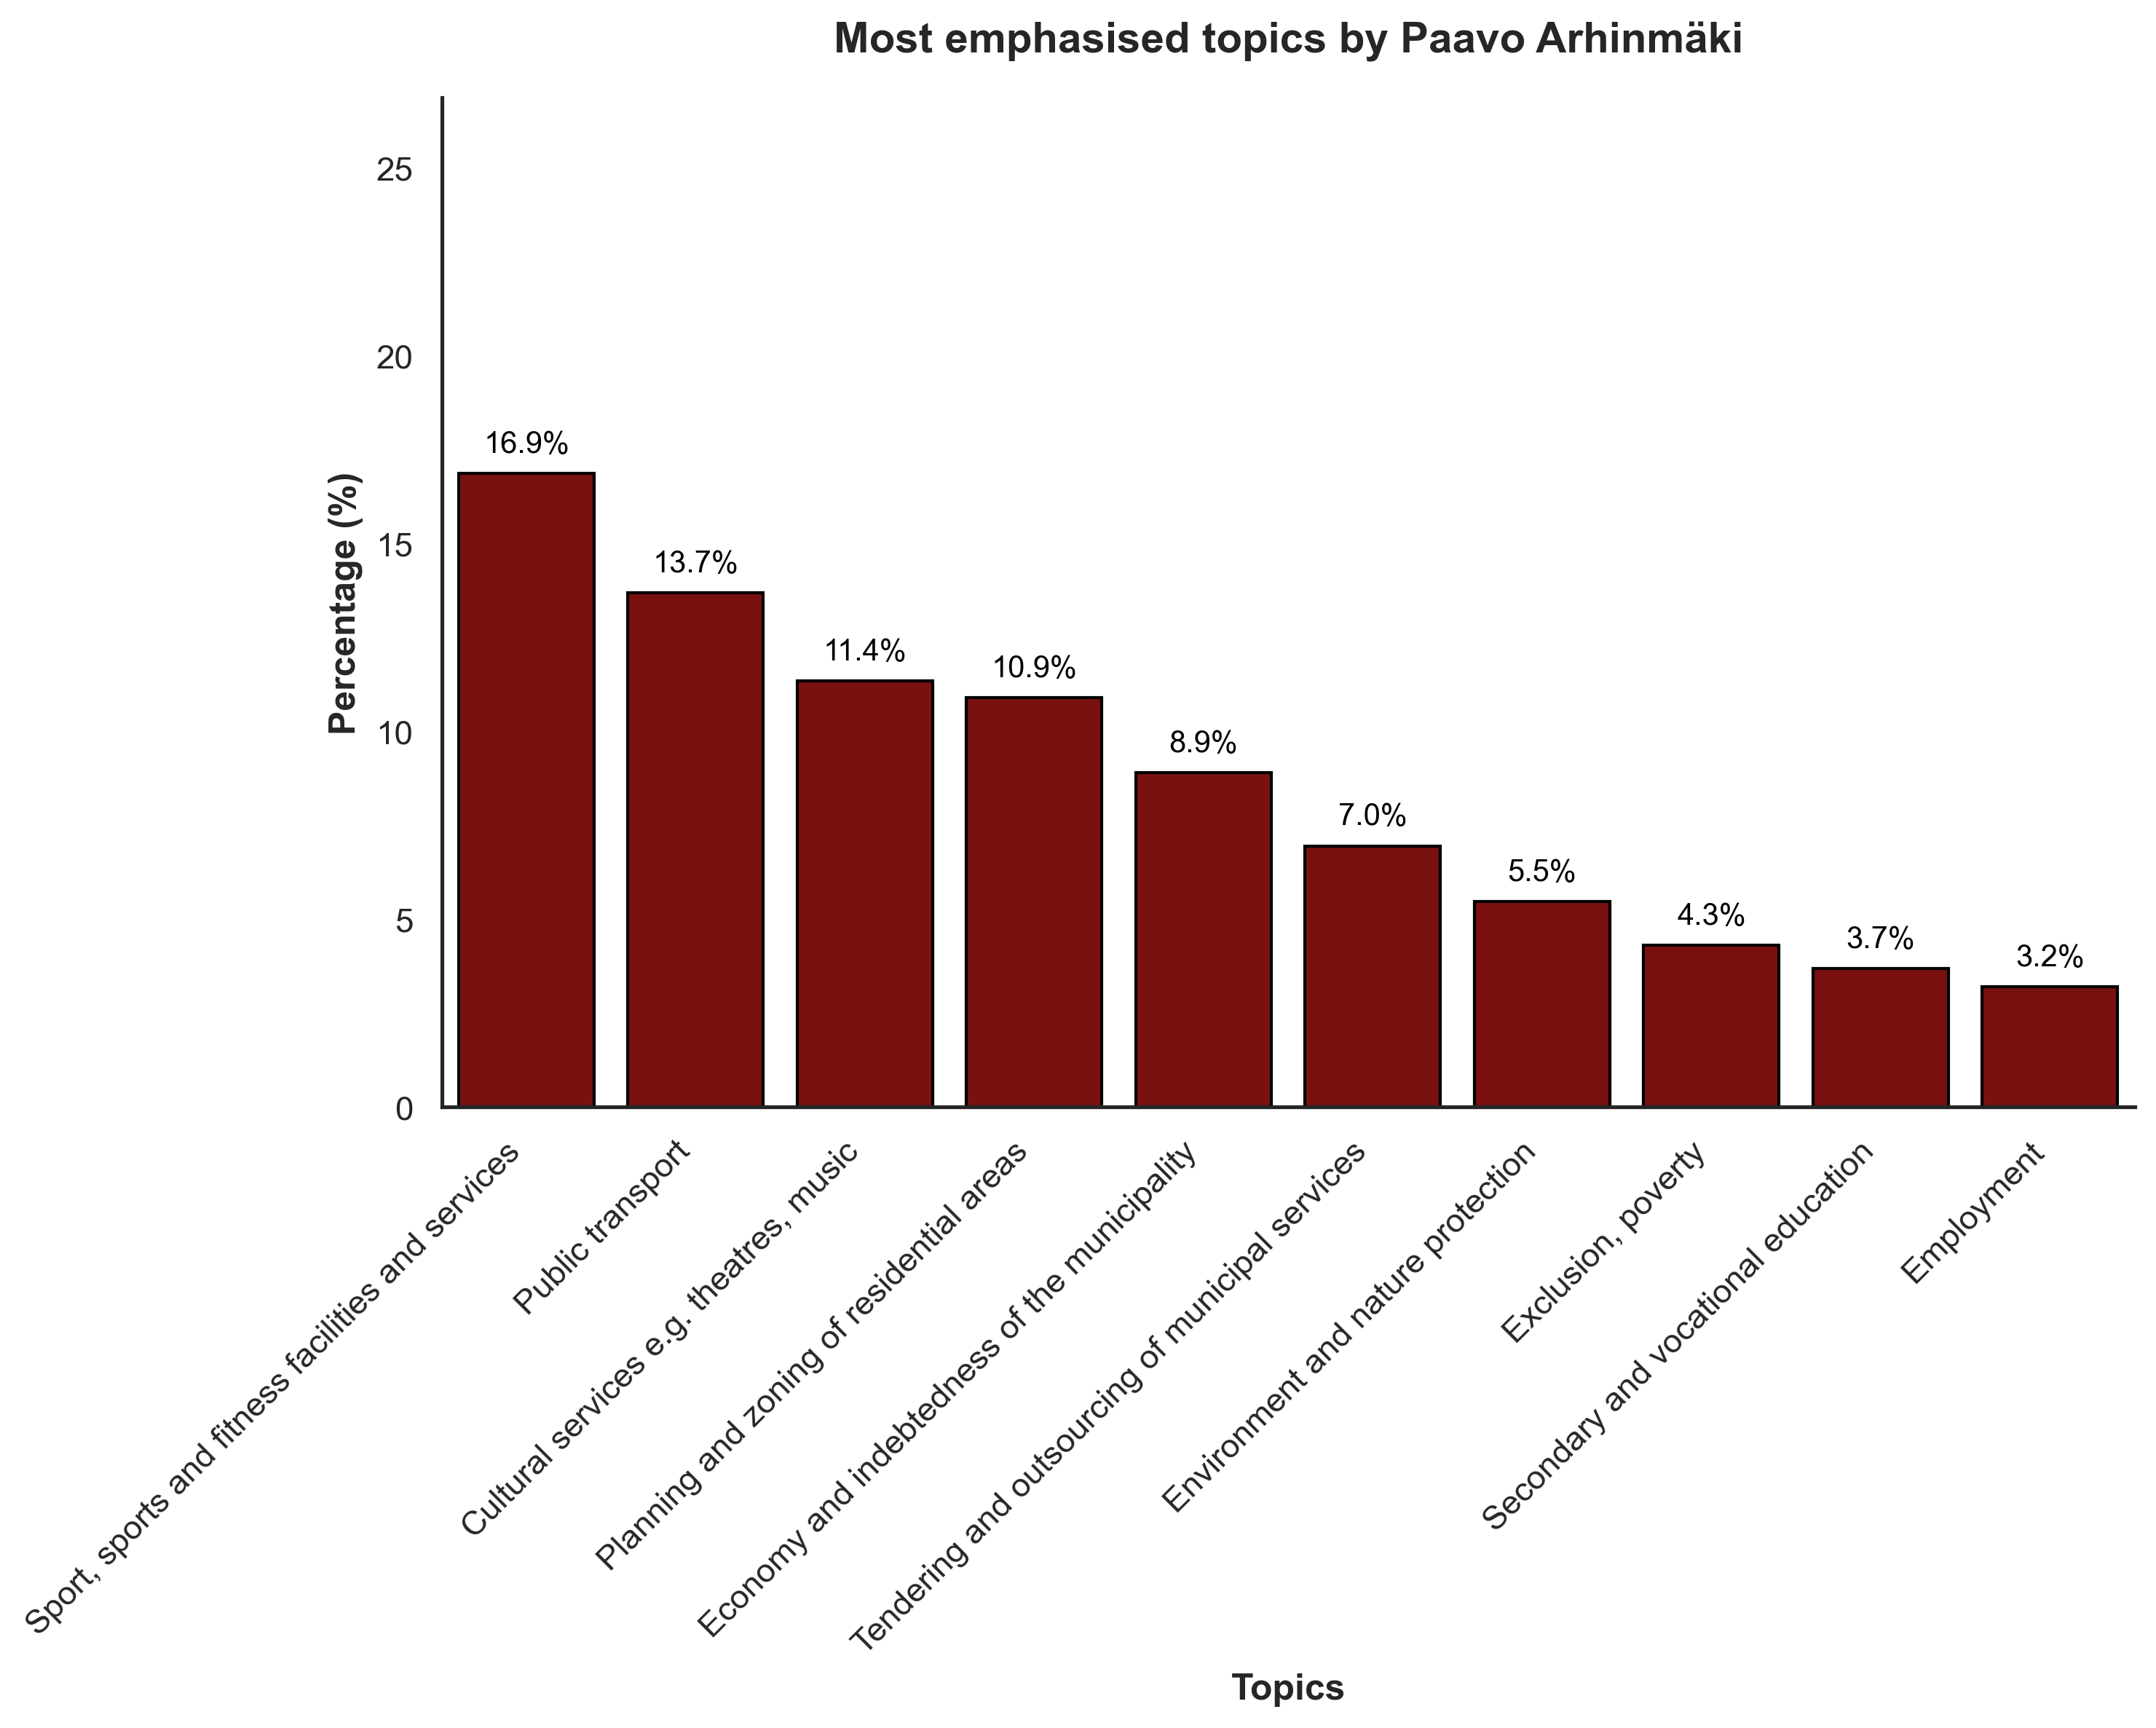 Most emphasised topics by Paavo Arhinmäki
Percentage (%)
25
20
15
10
5
0
16.9%
13.7%
11.4%
10.9%
8.9%
7.0%
5.5%
4.3%
3.7%
3.2%
Sport, sports and fitness facilities and services
Public transport
Cultural services e.g. theatres, music
Planning and zoning of residential areas
Economy and indebtedness of the municipality
Tendering and outsourcing of municipal services
Environment and nature protection
Exclusion, poverty
Secondary and vocational education
Employment
Topics